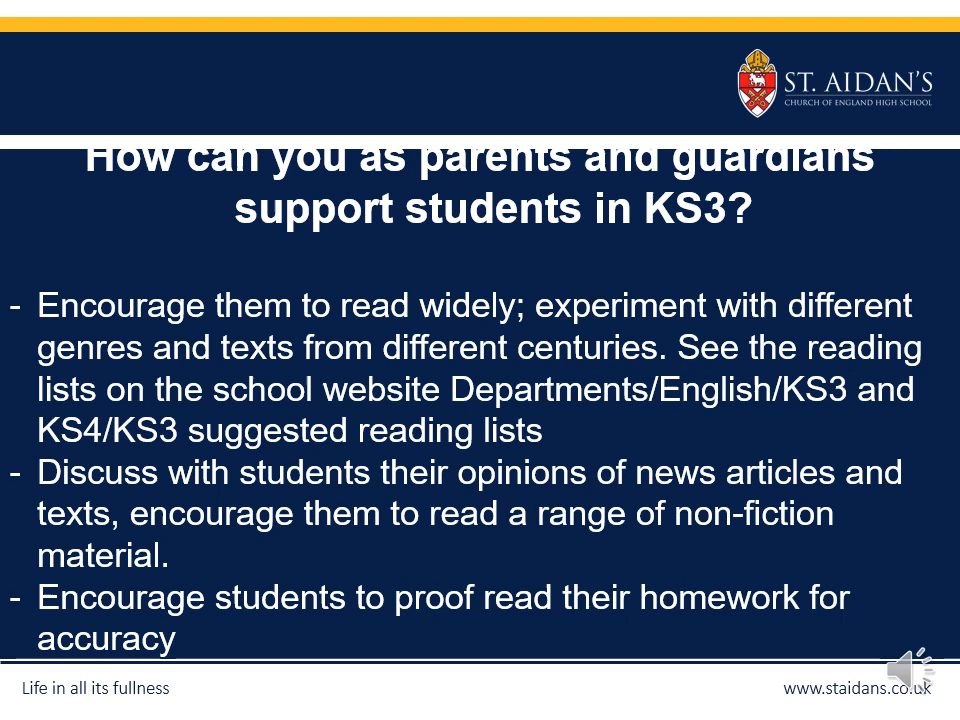 ST. AIDAN'S
CHURCH OF ENGLAND HIGH SCHOOL
How can you as parents and guardians
support students in KS3?
- Encourage them to read widely; experiment with different
genres and texts from different centuries. See the reading
lists on the school website Departments/English/KS3 and
KS4/KS3 suggested reading lists
- Discuss with students their opinions of news articles and
texts, encourage them to read a range of non-fiction
material.
- Encourage students to proof read their homework for
accuracy
Life in all its fullness
www.staidans.co.uk